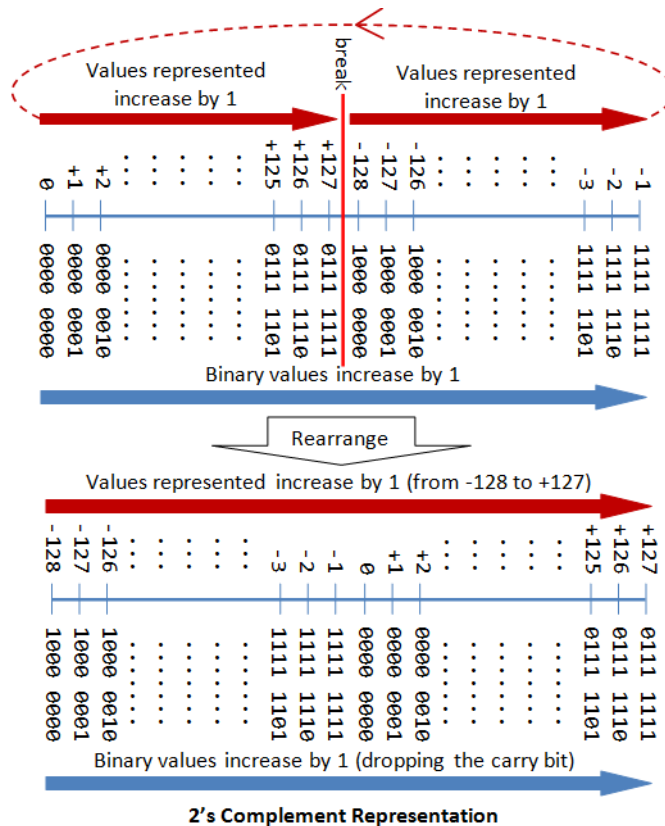 break
Values represented
increase by 1
Values represented
increase by 1
0 +1 +2 . . . . . +125 +126 +127 -128 -127 -126 . . . . -3 -2 -1
0000 0000
0000 0001
0000 0010
0111 1101
0111 1110
0111 1111
1000 0000
1000 0001
1000 0010
1111 1101
1111 1110
1111 1111
Binary values increase by 1
Rearrange
Values represented increase by 1 (from -128 to +127)
-128 -127 -126 . . . . . -3 -2 -1 0 +1 +2 . . . . . +125 +126 +127
1000 0000
1000 0001
1000 0010
1111 1101
1111 1110
1111 1111
0000 0000
0000 0001
0000 0010
0111 1101
0111 1110
0111 1111
Binary values increase by 1 (dropping the carry bit)
2's Complement Representation